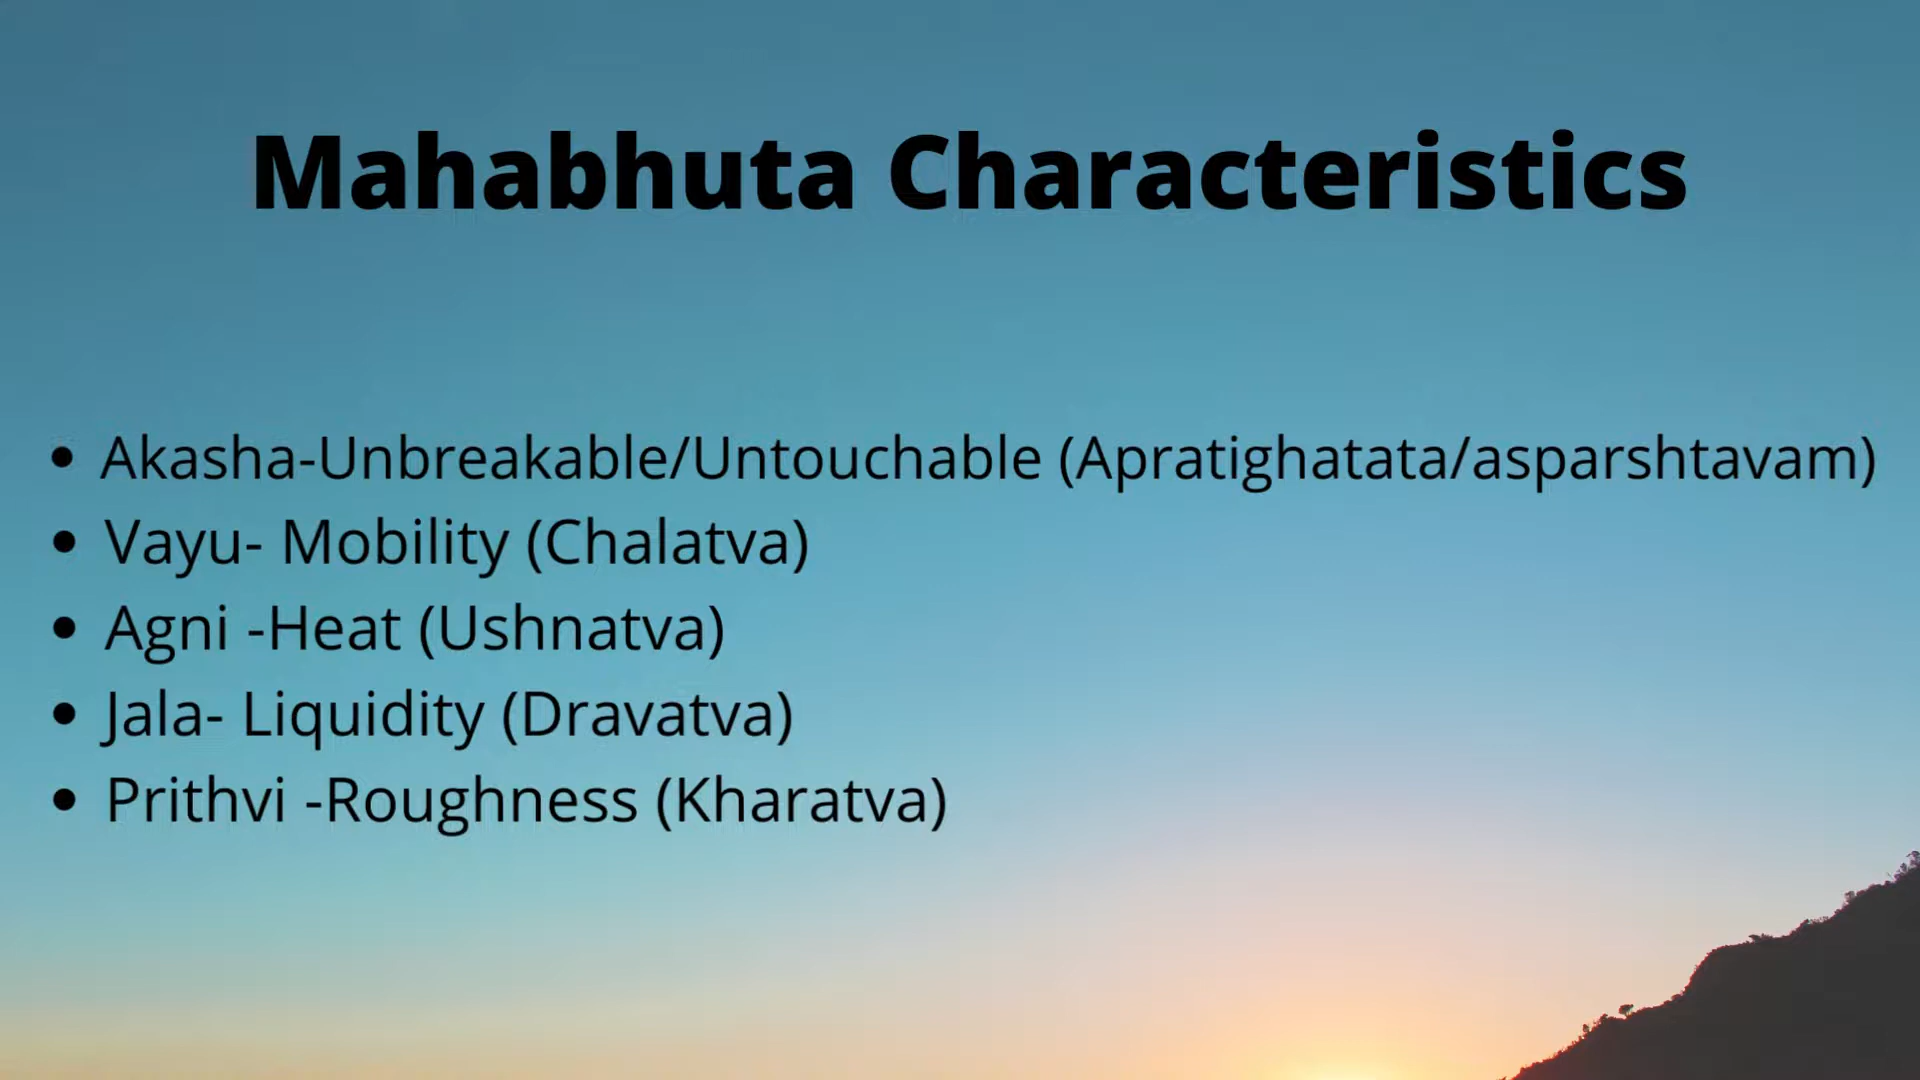 Mahabhuta Characteristics
• Akasha-Unbreakable/Untouchable (Apratighatata/asparshtavam)
• Vayu- Mobility (Chalatva)
• Agni -Heat (Ushnatva)
• Jala- Liquidity (Dravatva)
• Prithvi -Roughness (Kharatva)